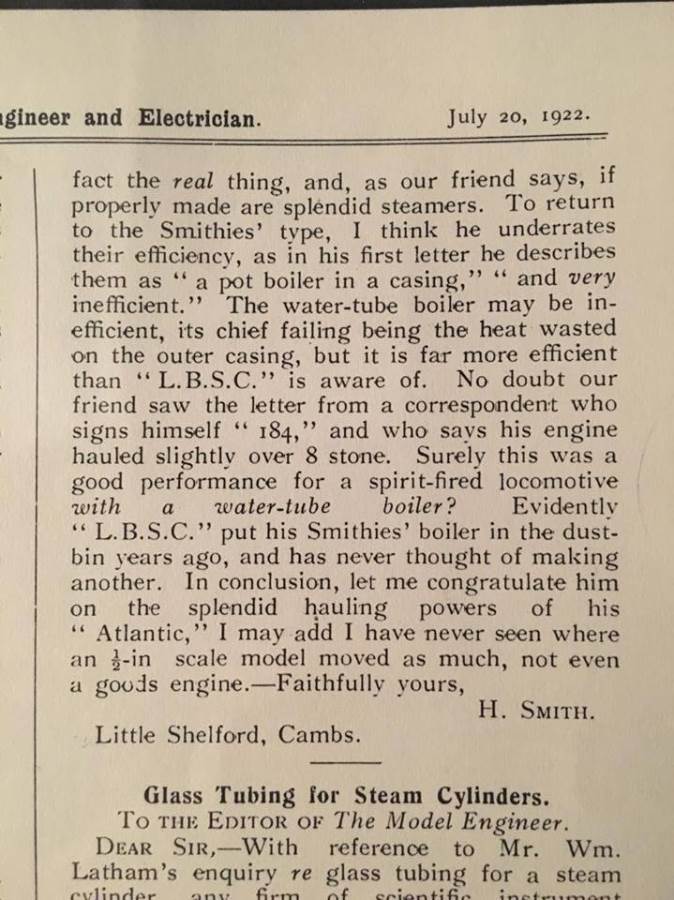 gineer and Electrician. July 20, 1922.
fact the real thing, and, as our friend says, if
properly made are splendid steamers. To return
to the Smithies' type, I think he underrates
their efficiency, as in his first letter he describes
them as “ a pot boiler in a casing,” “ and very
inefficient.” The water-tube boiler may be in-
efficient, its chief failing being the heat wasted
on the outer casing, but it is far more efficient
than “ L.B.S.C.” is aware of. No doubt our
friend saw the letter from a correspondent who
signs himself “ 184,” and who says his engine
hauled slightly over 8 stone. Surely this was a
good performance for a spirit-fired locomotive
with a water-tube boiler? Evidently
“ L.B.S.C.” put his Smithies' boiler in the dust-
bin years ago, and has never thought of making
another. In conclusion, let me congratulate him
on the splendid hauling powers of his
“ Atlantic,” I may add I have never seen where
an ½-in scale model moved as much, not even
a goods engine.—Faithfully yours,
H. SMITH.
Little Shelford, Cambs.
Glass Tubing for Steam Cylinders.
To THE EDITOR OF The Model Engineer.
DEAR SIR,—With reference to Mr. Wm.
Latham's enquiry re glass tubing for a steam
cylinder, any firm of scientific instrument